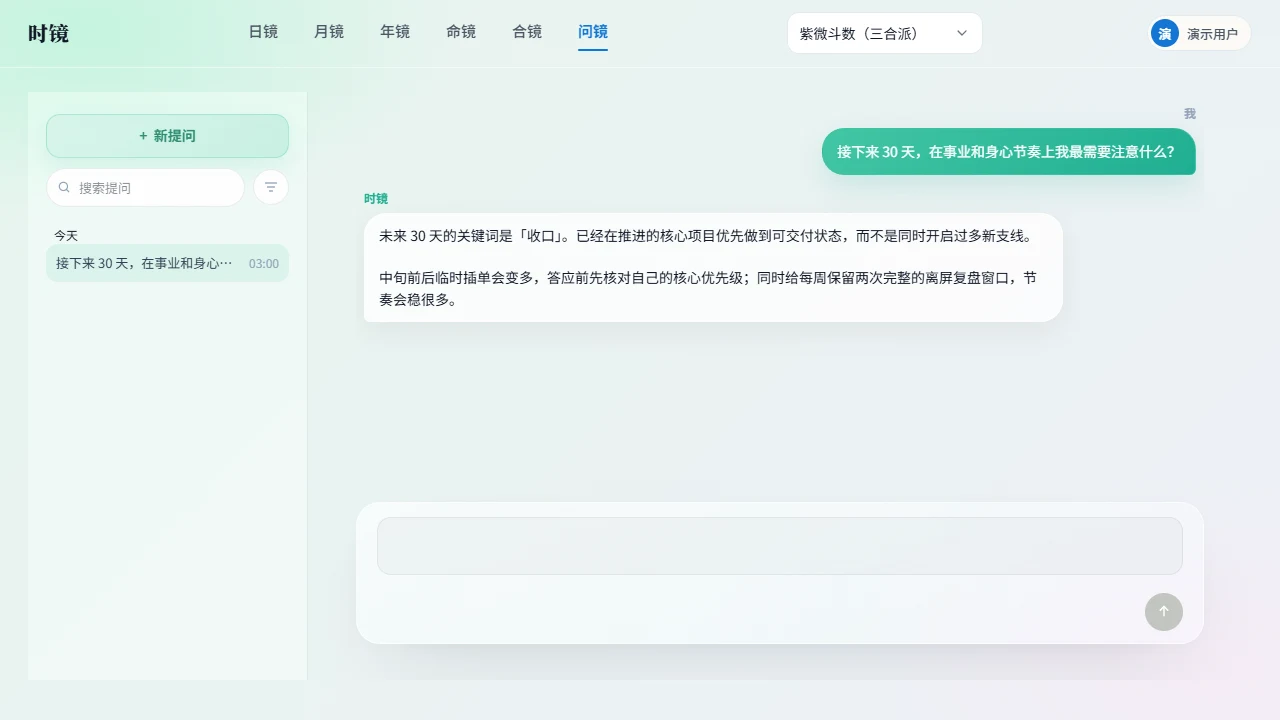 时镜
日镜
月镜
年镜
命镜
合镜
问镜
紫微斗数（三合派）
演
演示用户
+ 新提问
搜索提问
今天
接下来 30 天，在事业和身心… 03:00
我
接下来 30 天，在事业和身心节奏上我最需要注意什么？
时镜
未来 30 天的关键词是「收口」。已经在推进的核心项目优先做到可交付状态，而不是同时开启过多新支线。
中旬前后临时插单会变多，答应前先核对自己的核心优先级；同时给每周保留两次完整的离屏复盘窗口，节
奏会稳很多。